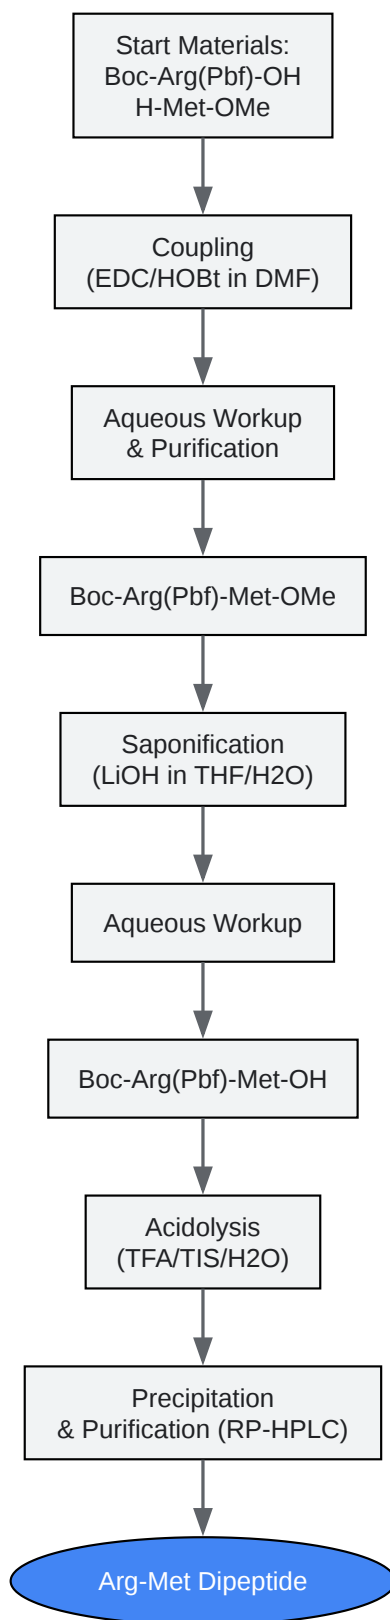 Start Materials:
Boc-Arg(Pbf)-OH
H-Met-OMe
Coupling
(EDC/HOBt in DMF)
Aqueous Workup
& Purification
Boc-Arg(Pbf)-Met-OMe
Saponification
(LiOH in THF/H2O)
Aqueous Workup
Boc-Arg(Pbf)-Met-OH
Acidolysis
(TFA/TIS/H2O)
Precipitation
& Purification (RP-HPLC)
Arg-Met Dipeptide